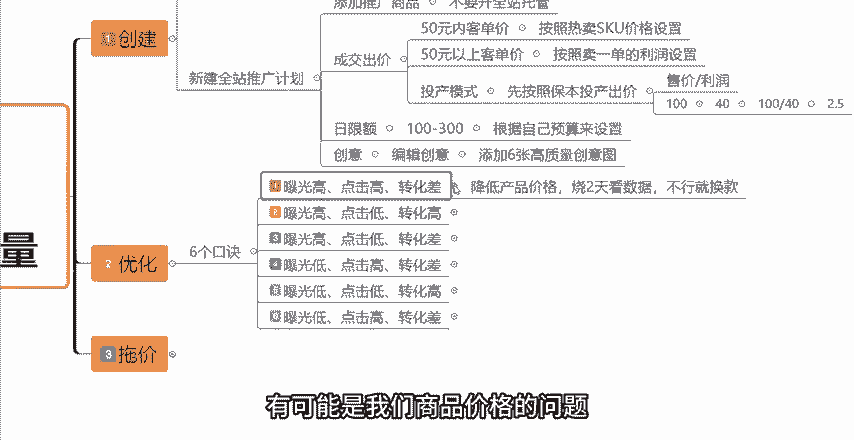 添加推广商品 不要开全站托管
1 创建
50元内客单价 按照热卖SKU价格设置
成交出价
50元以上客单价 按照卖一单的利润设置
新建全站推广计划
售价/利润
投产模式 先按照保本投产出价
100 40 100/40 2.5
日限额 100-300 根据自己预算来设置
创意 编辑创意 添加6张高质量创意图
1 曝光高、点击高、转化差 降低产品价格，烧2天看数据，不行就换款
2 曝光高、点击低、转化高
量
2 优化
6个口诀
3 曝光高、点击低、转化差
4 曝光低、点击高、转化差
5 曝光低、点击低、转化高
6 曝光低、点击高、转化差
3 拖价
有可能是我们商品价格的问题